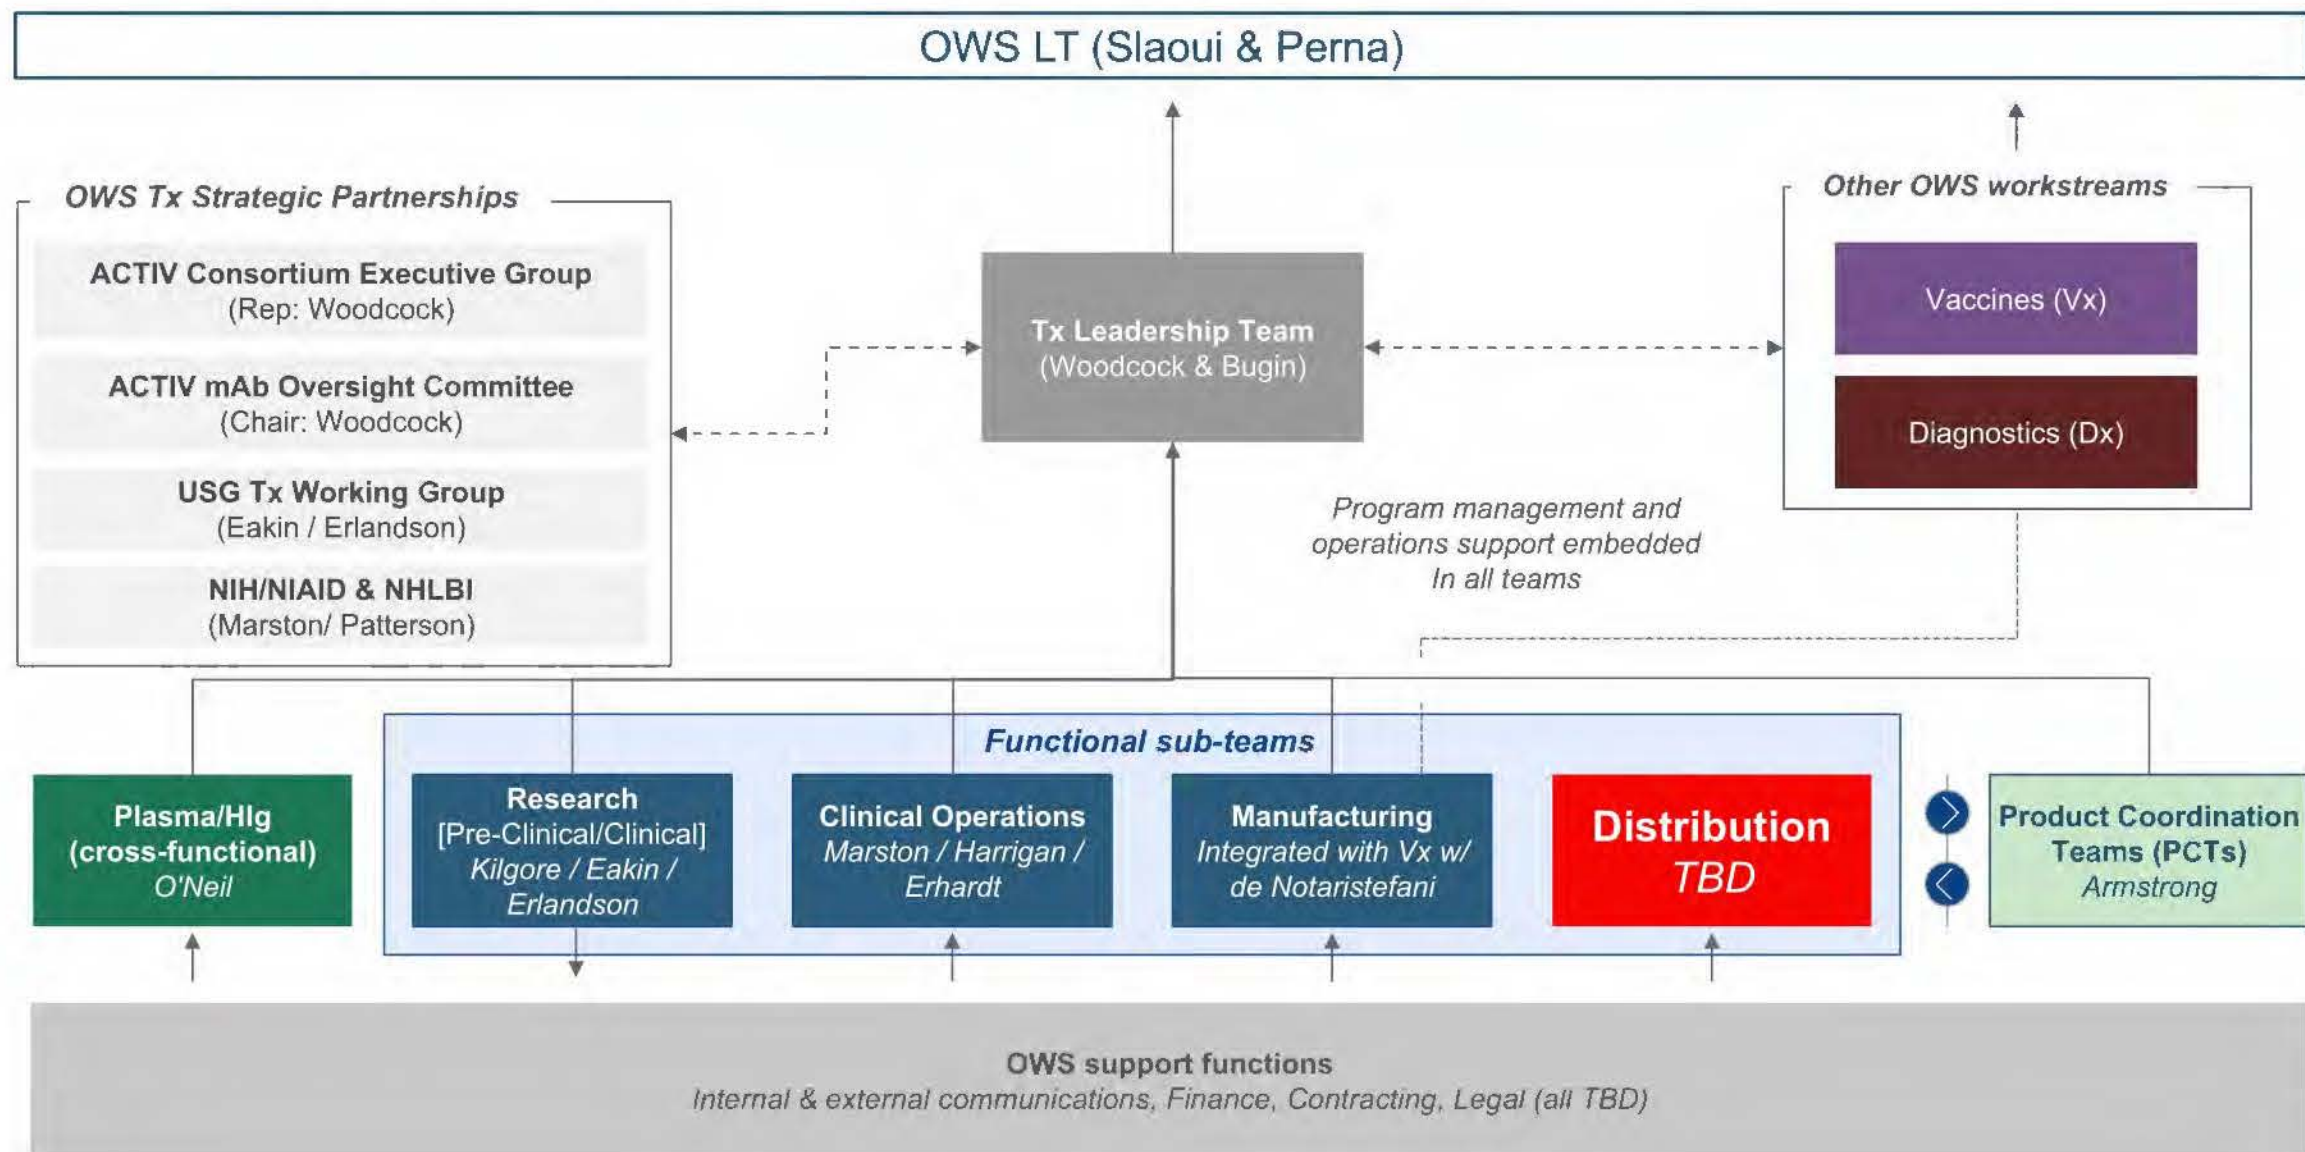 OWS LT (Slaoui & Perna)
OWS Tx Strategic Partnerships
ACTIV Consortium Executive Group
(Rep: Woodcock)
ACTIV mAb Oversight Committee
(Chair: Woodcock)
USG Tx Working Group
(Eakin / Erlandson)
NIH/NIAID & NHLBI
(Marston/ Patterson)
Tx Leadership Team
(Woodcock & Bugin)
Other OWS workstreams
Vaccines (Vx)
Diagnostics (Dx)
Program management and
operations support embedded
In all teams
Functional sub-teams
Plasma/HIg
(cross-functional)
O'Neil
Research
[Pre-Clinical/Clinical]
Kilgore / Eakin /
Erlandson
Clinical Operations
Marston / Harrigan /
Erhardt
Manufacturing
Integrated with Vx w/
de Notaristefani
Distribution
TBD
Product Coordination
Teams (PCTs)
Armstrong
OWS support functions
Internal & external communications, Finance, Contracting, Legal (all TBD)